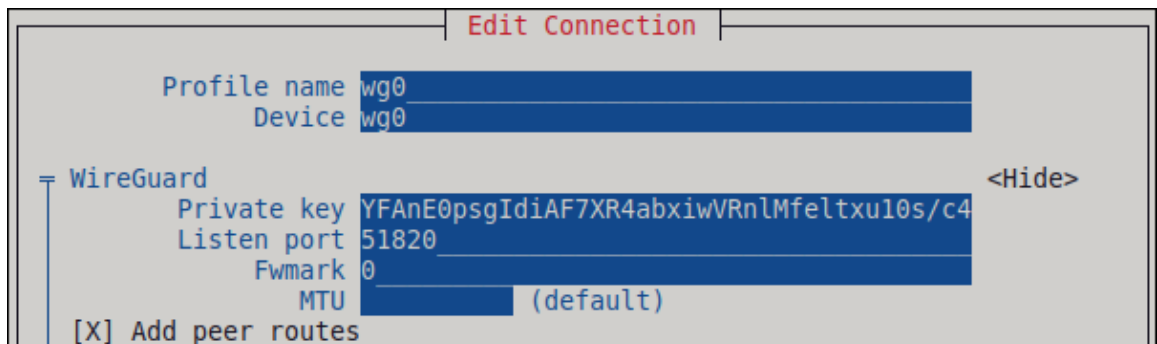 Edit Connection
Profile name wg0
Device wg0
WireGuard <Hide>
Private key YFAnE0psgIdiAF7XR4abxiwVRnlMfeltxu10s/c4
Listen port 51820
Fwmark 0
MTU (default)
[X] Add peer routes